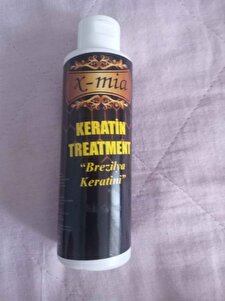 x-mia
KERATİN
TREATMENT
"Brezilya
Keratini"